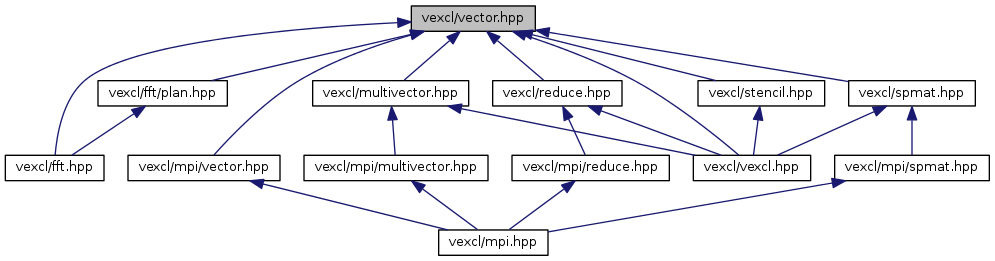 vexcl/vector.hpp
vexcl/fft/plan.hpp
vexcl/multivector.hpp
vexcl/reduce.hpp
vexcl/stencil.hpp
vexcl/spmat.hpp
vexcl/fft.hpp
vexcl/mpi/vector.hpp
vexcl/mpi/multivector.hpp
vexcl/mpi/reduce.hpp
vexcl/vexcl.hpp
vexcl/mpi/spmat.hpp
vexcl/mpi.hpp